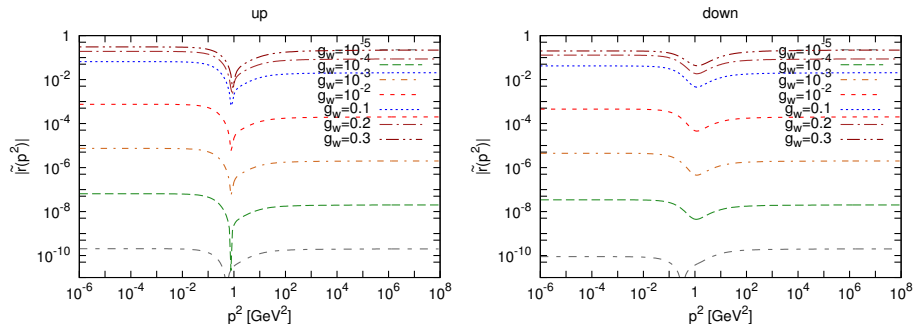 up
1
10^-2
10^-4
10^-6
10^-8
10^-10
|r̃(p^2)|
g_w=10^-5
g_w=10^-4
g_w=10^-3
g_w=10^-2
g_w=0.1
g_w=0.2
g_w=0.3
10^-6 10^-4 10^-2 1 10^2 10^4 10^6 10^8
p^2 [GeV^2]
down
1
10^-2
10^-4
10^-6
10^-8
10^-10
|r̃(p^2)|
g_w=10^-5
g_w=10^-4
g_w=10^-3
g_w=10^-2
g_w=0.1
g_w=0.2
g_w=0.3
10^-6 10^-4 10^-2 1 10^2 10^4 10^6 10^8
p^2 [GeV^2]